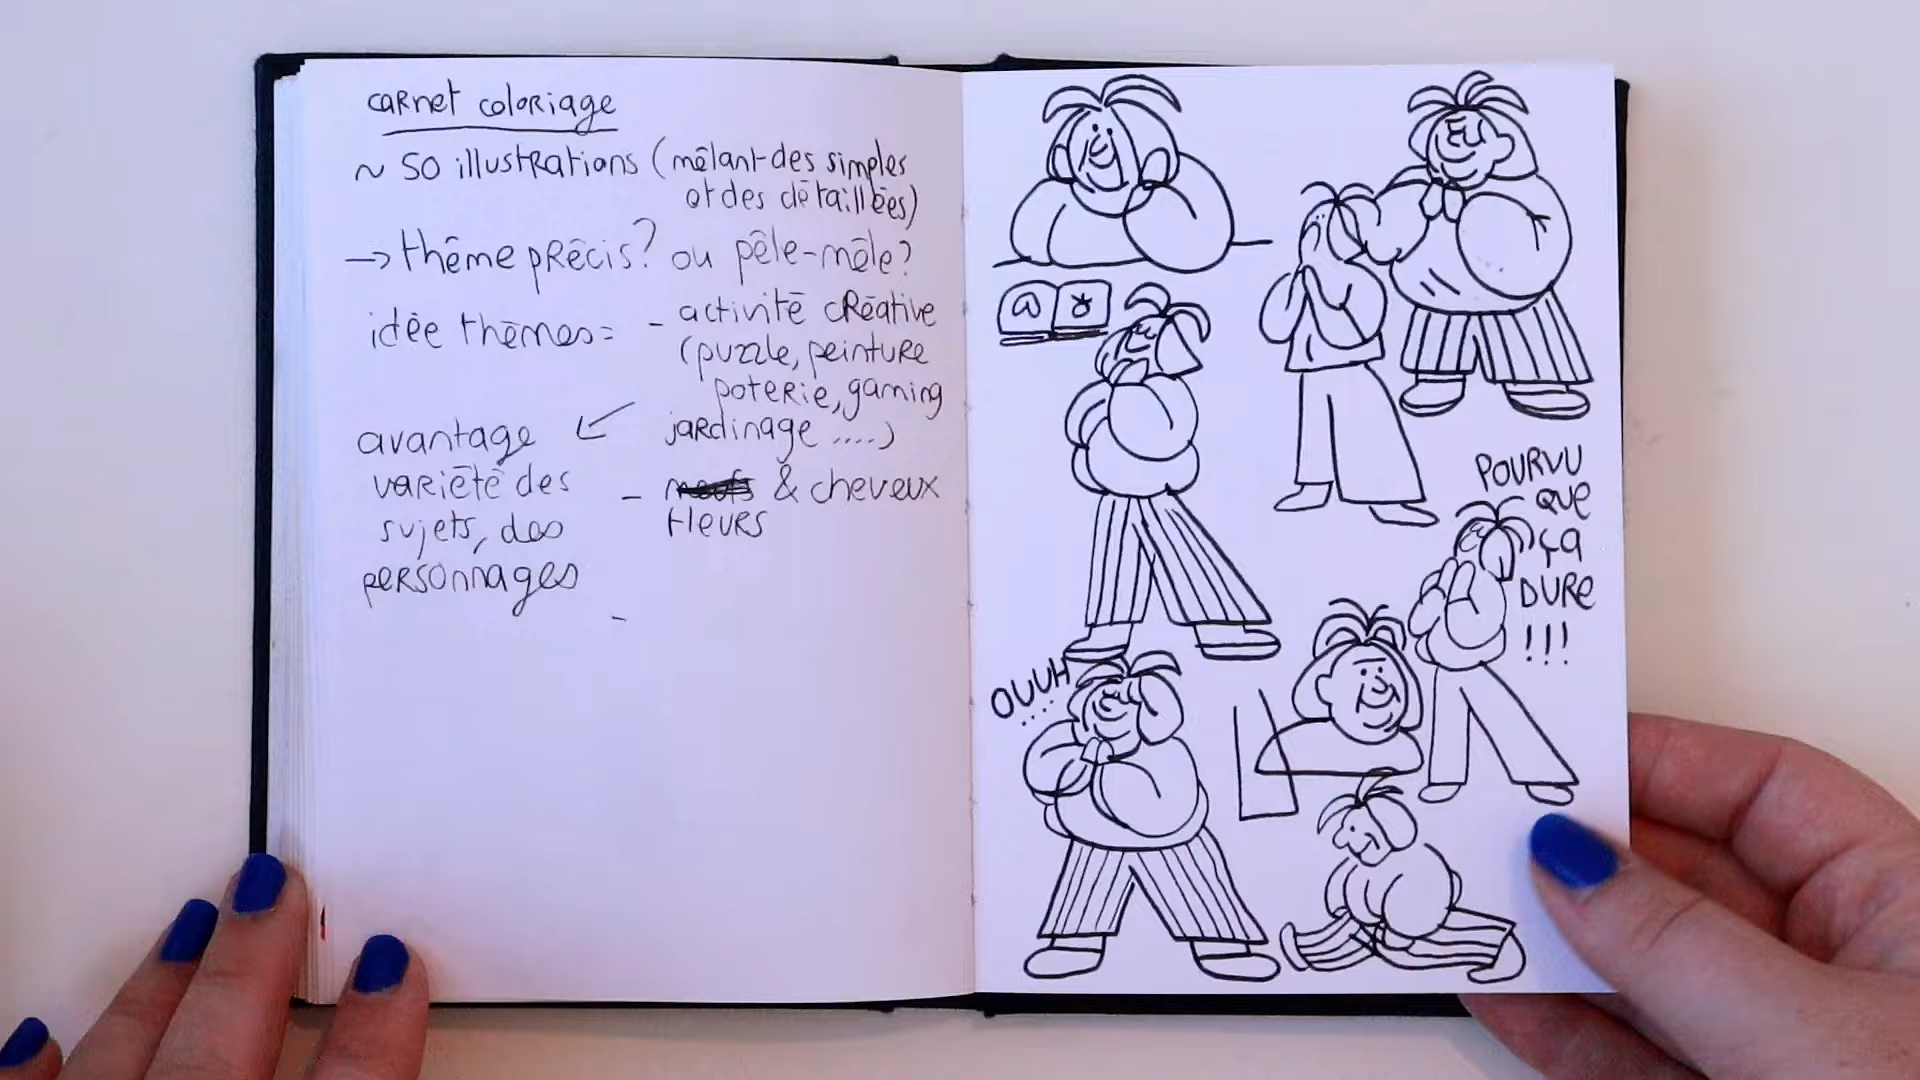 carnet coloriage
~ 50 illustrations (mêlant des simples
et des détaillées)
→ thème précis? ou pêle-mêle?
idée thèmes = - activité créative
(puzzle, peinture
poterie, gaming
jardinage ....)
avantage
variété des
sujets, des
personnages
- & cheveux
fleurs
-
POURVU
QUE
ÇA
DURE
!!!
OUUH
.....